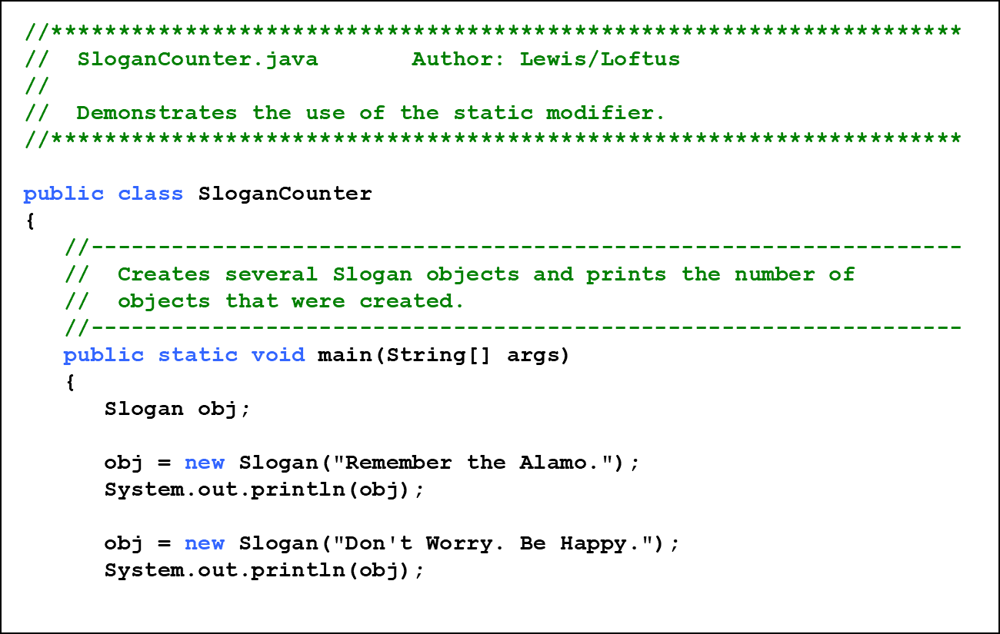 //********************************************************************
//  SloganCounter.java       Author: Lewis/Loftus
//
//  Demonstrates the use of the static modifier.
//********************************************************************
public class SloganCounter
{
   //-----------------------------------------------------------------
   //  Creates several Slogan objects and prints the number of
   //  objects that were created.
   //-----------------------------------------------------------------
   public static void main(String[] args)
   {
      Slogan obj;
      obj = new Slogan("Remember the Alamo.");
      System.out.println(obj);
      obj = new Slogan("Don't Worry. Be Happy.");
      System.out.println(obj);